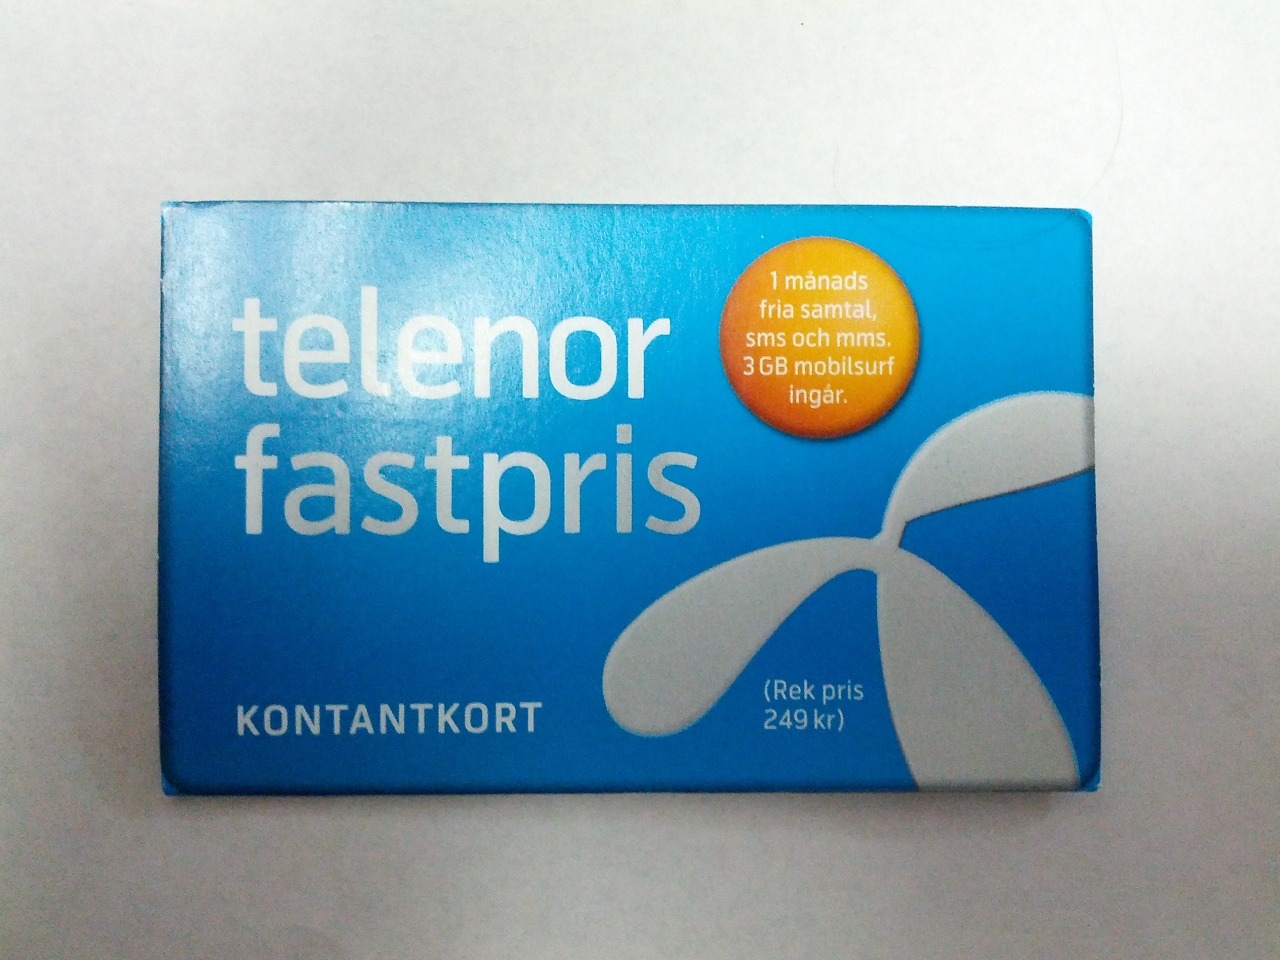 telenor
fastpris
1 månads
fria samtal,
sms och mms.
3 GB mobilsurf
ingår.
KONTANTKORT
(Rek pris
249 kr)